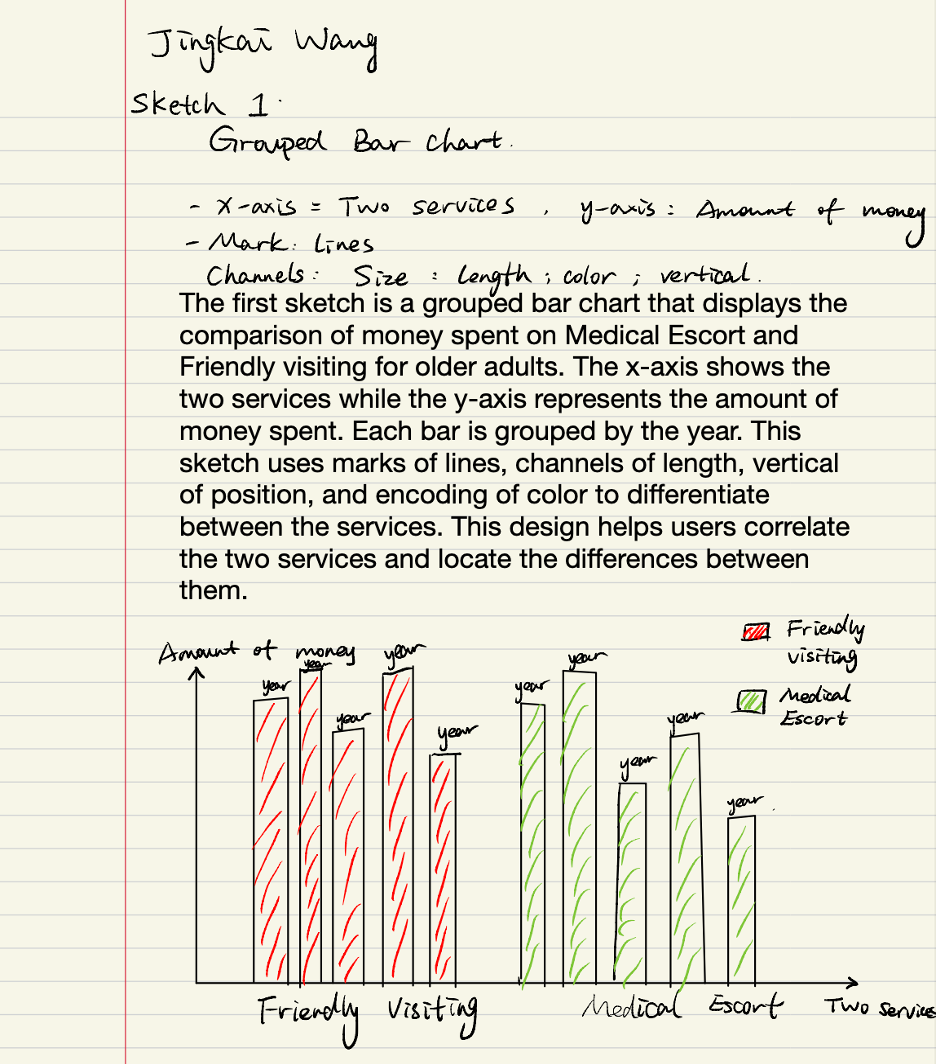 Jingkai Wang
Sketch 1.
Grouped Bar chart.
- X-axis = Two services , y-axis : Amount of money
- Mark: Lines
Channels: Size : length ; color ; vertical.
The first sketch is a grouped bar chart that displays the
comparison of money spent on Medical Escort and
Friendly visiting for older adults. The x-axis shows the
two services while the y-axis represents the amount of
money spent. Each bar is grouped by the year. This
sketch uses marks of lines, channels of length, vertical
of position, and encoding of color to differentiate
between the services. This design helps users correlate
the two services and locate the differences between
them.
Friendly
visiting
Medical
Escort
Amount of money
year
year
year
year
year
year
year
year
year
year
Friendly Visiting
Medical Escort
Two services